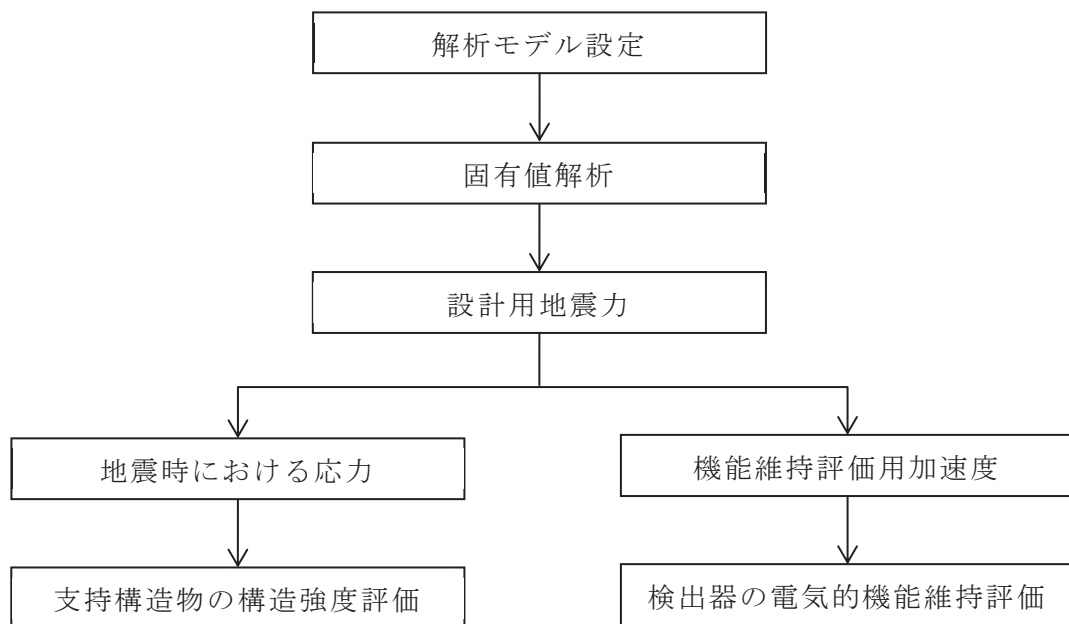 解析モデル設定
固有値解析
設計用地震力
地震時における応力
機能維持評価用加速度
支持構造物の構造強度評価
検出器の電気的機能維持評価